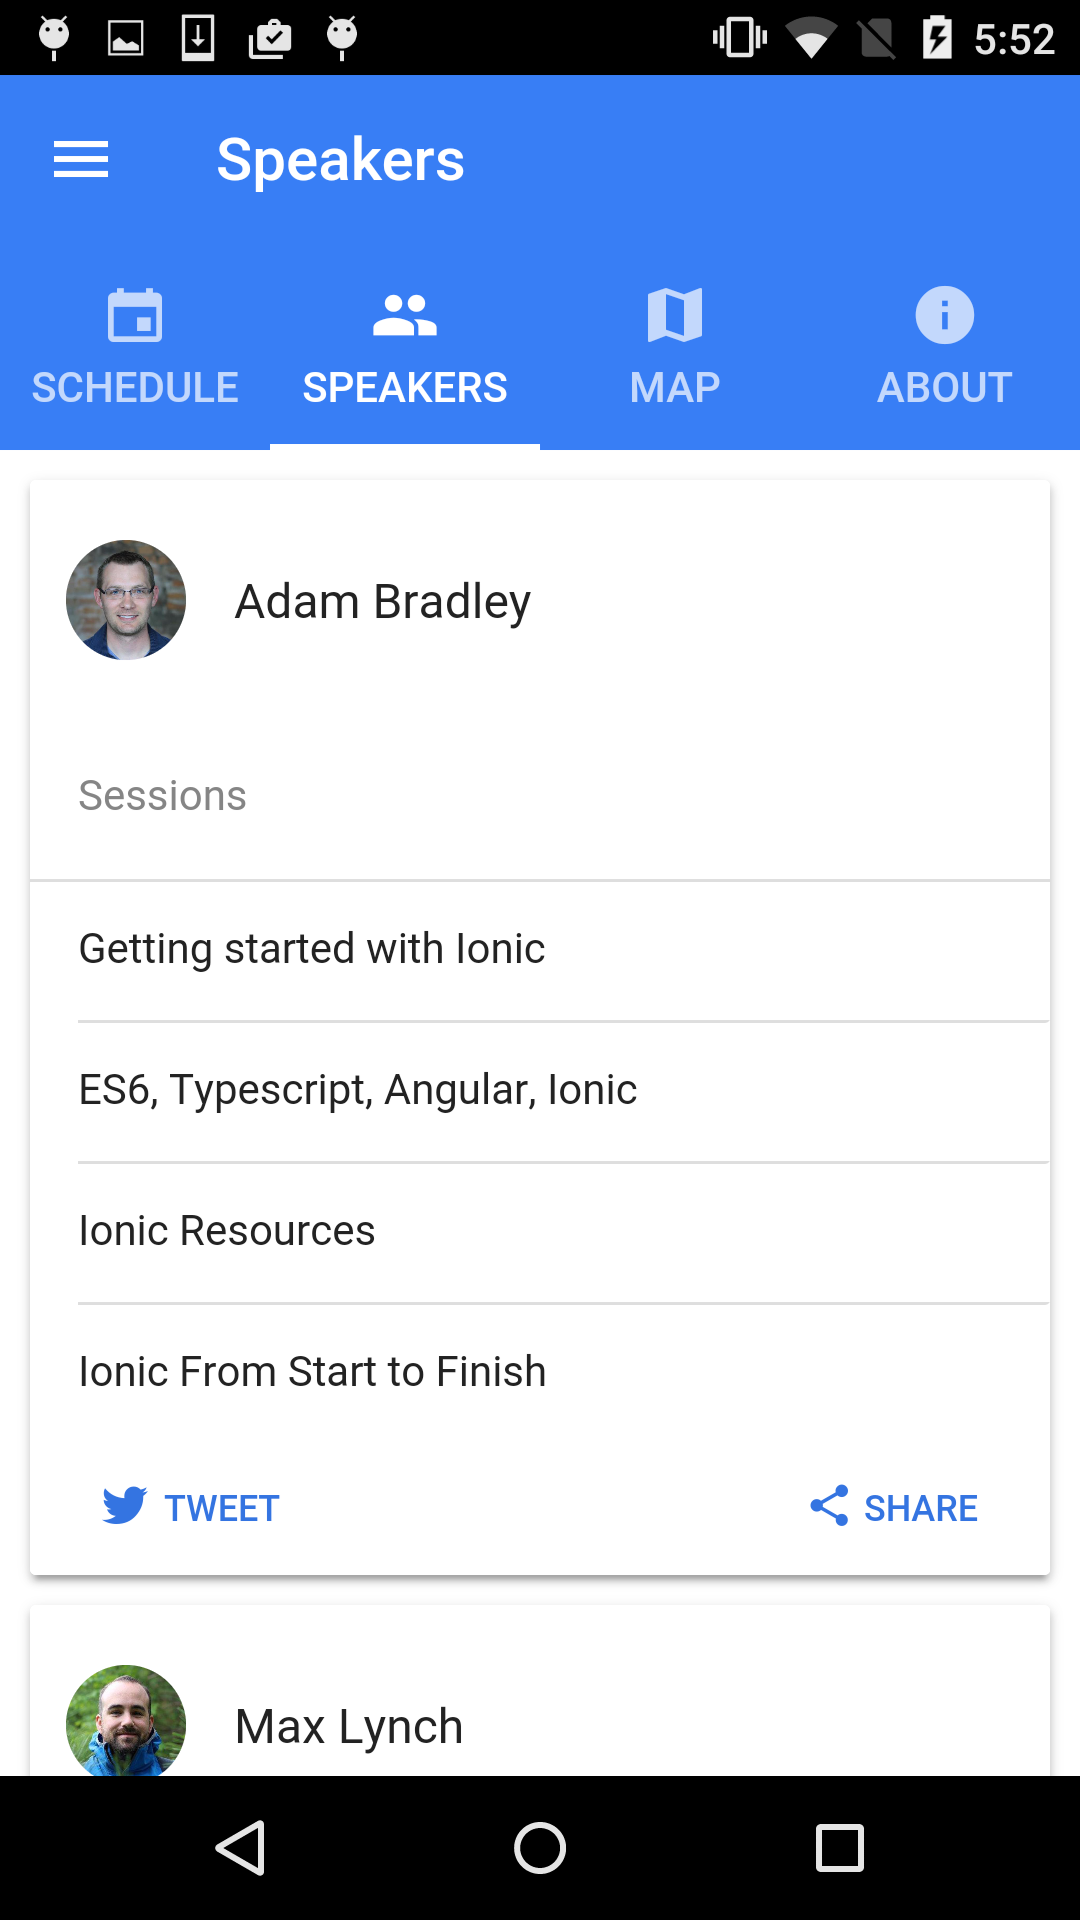 5:52
Speakers
SCHEDULE SPEAKERS MAP ABOUT
Adam Bradley
Sessions
Getting started with Ionic
ES6, Typescript, Angular, Ionic
Ionic Resources
Ionic From Start to Finish
TWEET SHARE
Max Lynch